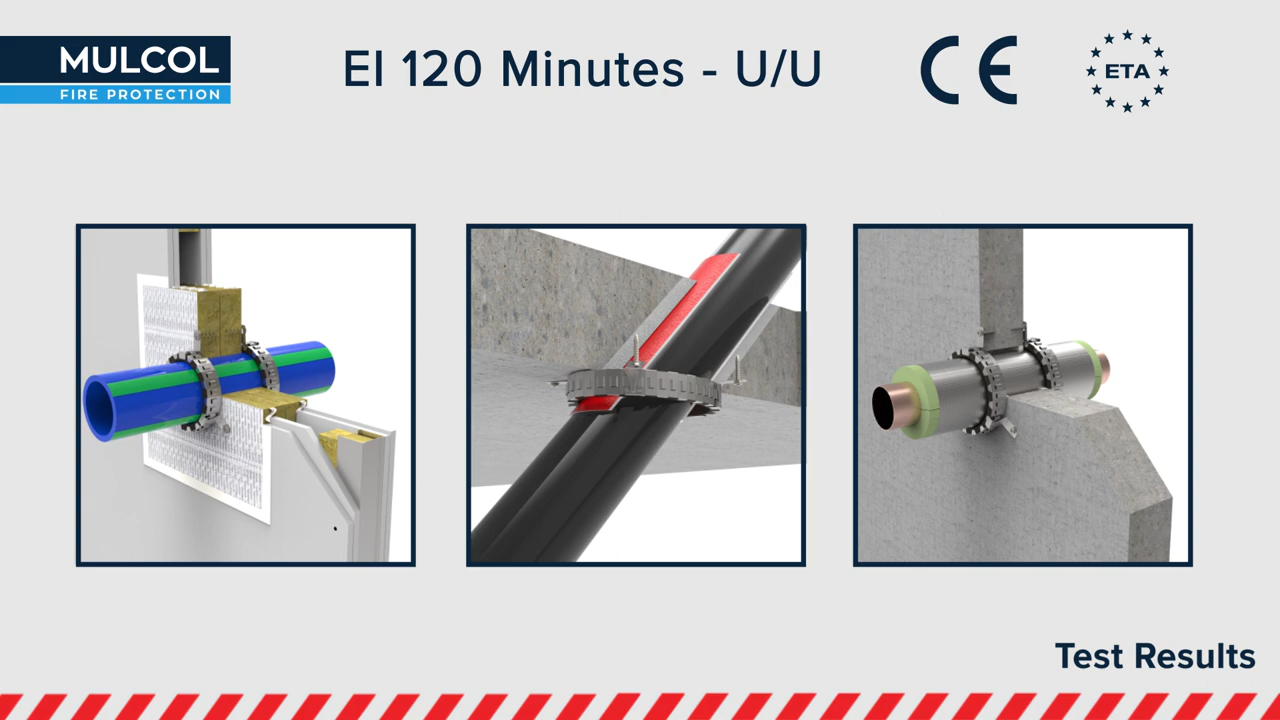 MULCOL
FIRE PROTECTION
EI 120 Minutes - U/U
CE
ETA
Test Results